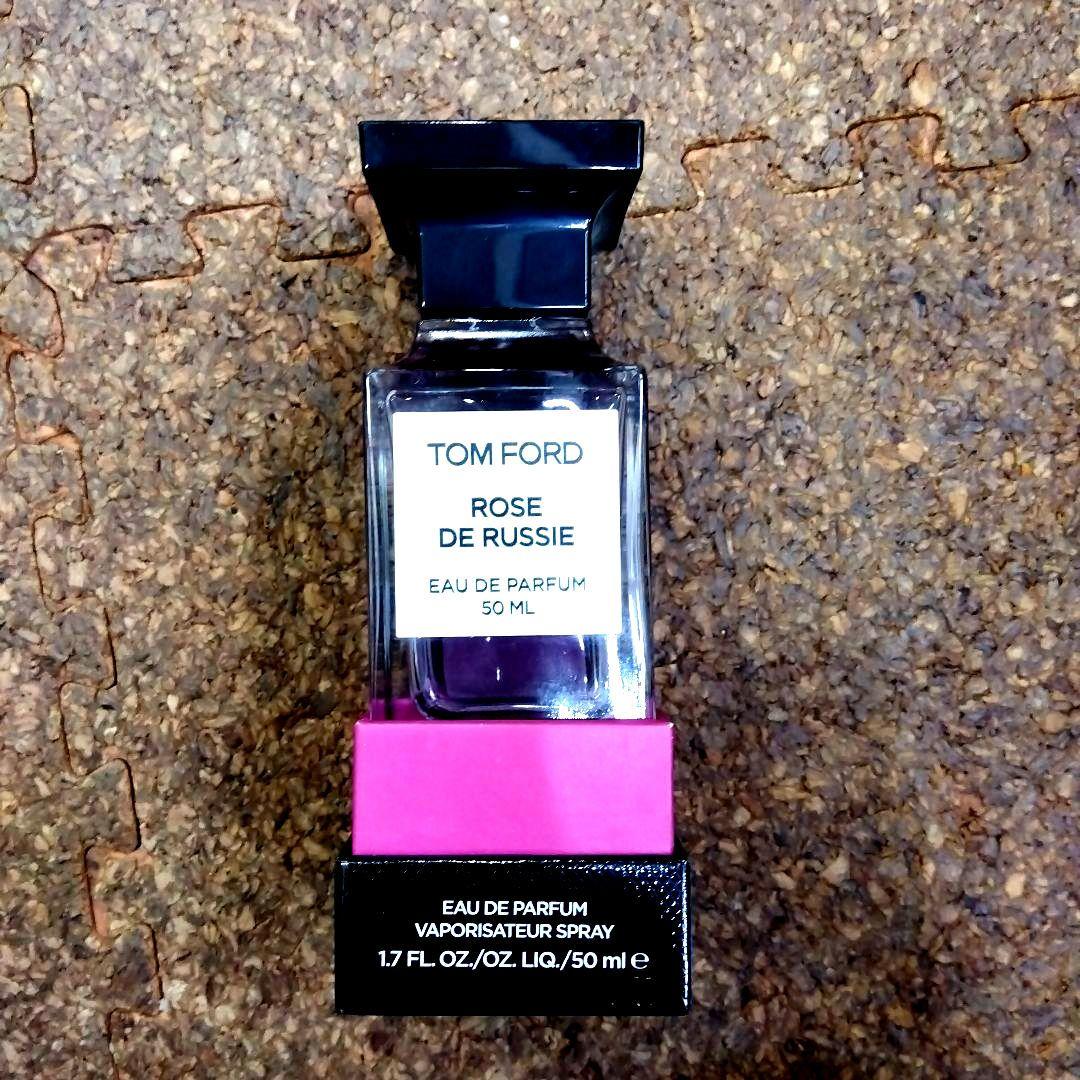 TOM FORD
ROSE
DE RUSSIE
EAU DE PARFUM
50 ML
EAU DE PARFUM
VAPORISATEUR SPRAY
1.7 FL. OZ./OZ. LIQ./50 ml ℮